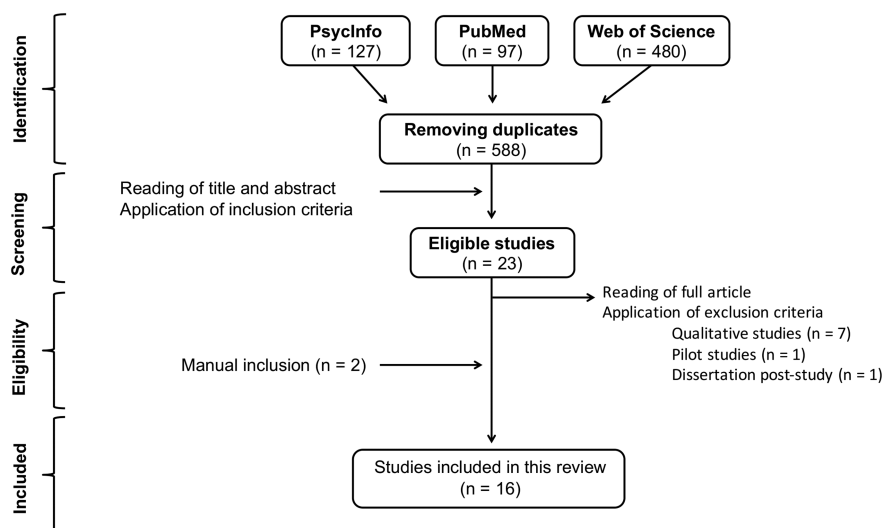 Identification
PsycInfo
(n = 127)
PubMed
(n = 97)
Web of Science
(n = 480)
Removing duplicates
(n = 588)
Screening
Reading of title and abstract
Application of inclusion criteria
Eligible studies
(n = 23)
Eligibility
Reading of full article
Application of exclusion criteria
Qualitative studies (n = 7)
Pilot studies (n = 1)
Dissertation post-study (n = 1)
Manual inclusion (n = 2)
Included
Studies included in this review
(n = 16)